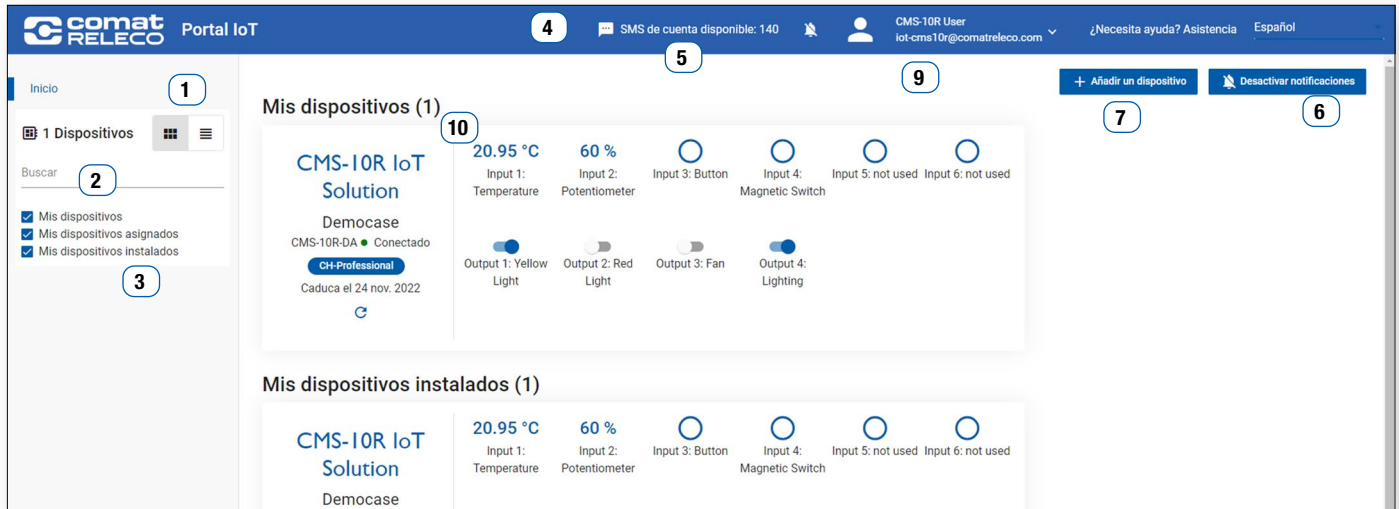 comat
RELECO
Portal IoT
4
SMS de cuenta disponible: 140
CMS-10R User
iot-cms10r@comatreleco.com
¿Necesita ayuda? Asistencia
Español
5
9
Inicio
1
+ Añadir un dispositivo
Desactivar notificaciones
7
6
1 Dispositivos
Buscar
2
Mis dispositivos
Mis dispositivos asignados
Mis dispositivos instalados
3
Mis dispositivos (1)
10
CMS-10R IoT
Solution
Democase
CMS-10R-DA Conectado
CH-Professional
Caduca el 24 nov. 2022
20.95 °C
Input 1:
Temperature
60 %
Input 2:
Potentiometer
Input 3: Button
Input 4:
Magnetic Switch
Input 5: not used
Input 6: not used
Output 1: Yellow
Light
Output 2: Red
Light
Output 3: Fan
Output 4:
Lighting
Mis dispositivos instalados (1)
CMS-10R IoT
Solution
Democase
20.95 °C
Input 1:
Temperature
60 %
Input 2:
Potentiometer
Input 3: Button
Input 4:
Magnetic Switch
Input 5: not used
Input 6: not used